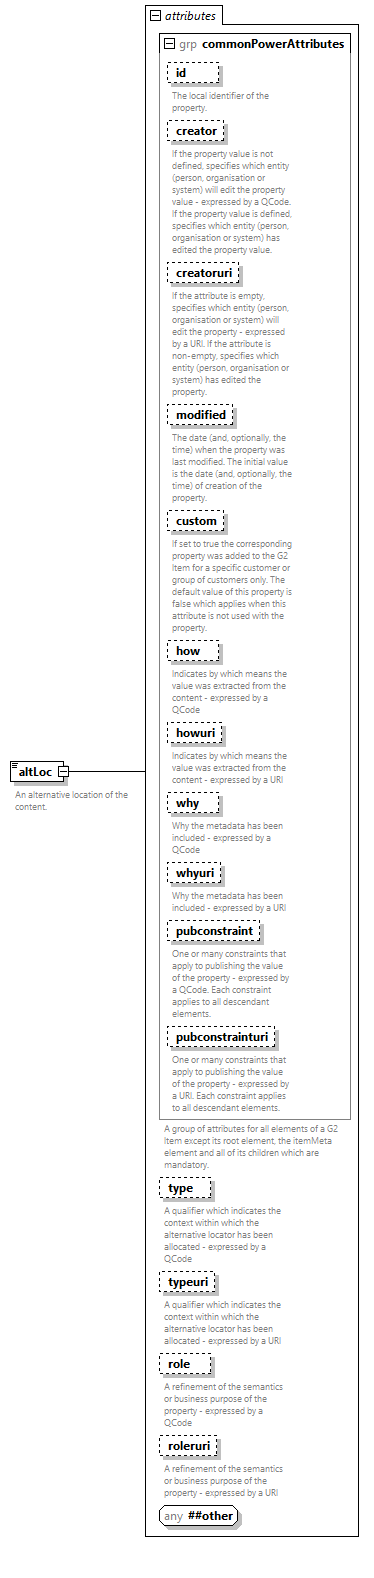 attributes
grp commonPowerAttributes
id
The local identifier of the
property.
creator
If the property value is not
defined, specifies which entity
(person, organisation or
system) will edit the property
value - expressed by a QCode.
If the property value is defined,
specifies which entity (person,
organisation or system) has
edited the property value.
creatoruri
If the attribute is empty,
specifies which entity (person,
organisation or system) will
edit the property - expressed
by a URI. If the attribute is
non-empty, specifies which
entity (person, organisation or
system) has edited the
property.
modified
The date (and, optionally, the
time) when the property was
last modified. The initial value
is the date (and, optionally, the
time) of creation of the
property.
custom
If set to true the corresponding
property was added to the G2
Item for a specific customer or
group of customers only. The
default value of this property is
false which applies when this
attribute is not used with the
property.
how
Indicates by which means the
value was extracted from the
content - expressed by a
QCode
howuri
Indicates by which means the
value was extracted from the
content - expressed by a URI
altLoc
An alternative location of the
content.
why
Why the metadata has been
included - expressed by a
QCode
whyuri
Why the metadata has been
included - expressed by a URI
pubconstraint
One or many constraints that
apply to publishing the value
of the property - expressed by
a QCode. Each constraint
applies to all descendant
elements.
pubconstrainturi
One or many constraints that
apply to publishing the value
of the property - expressed by
a URI. Each constraint applies
to all descendant elements.
A group of attributes for all elements of a G2
Item except its root element, the itemMeta
element and all of its children which are
mandatory.
type
A qualifier which indicates the
context within which the
alternative locator has been
allocated - expressed by a
QCode
typeuri
A qualifier which indicates the
context within which the
alternative locator has been
allocated - expressed by a URI
role
A refinement of the semantics
or business purpose of the
property - expressed by a
QCode
roleruri
A refinement of the semantics
or business purpose of the
property - expressed by a URI
any ##other